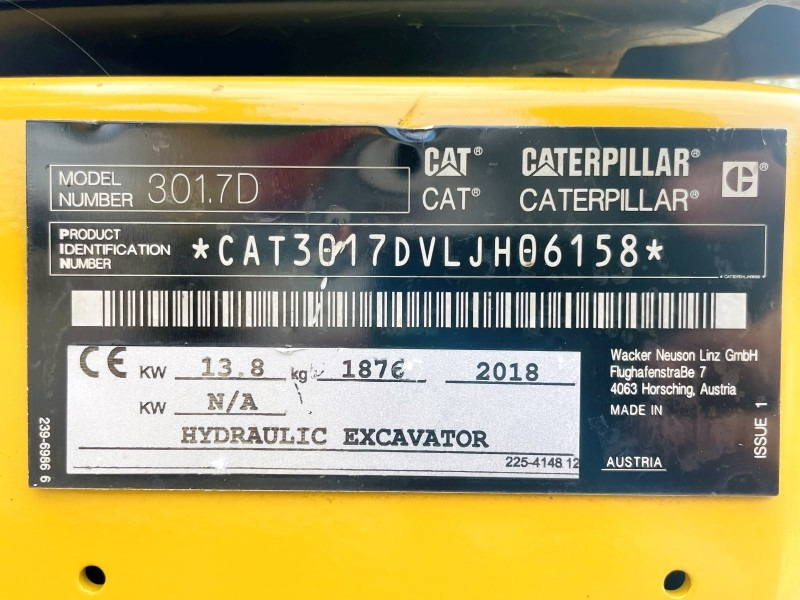 MODEL NUMBER 301.7D
CAT® CATERPILLAR®
CAT® CATERPILLAR®
PRODUCT IDENTIFICATION NUMBER *CAT3017DVLJH06158*
CE KW 13.8 kg 1876 2018
KW N/A
HYDRAULIC EXCAVATOR
225-4148 12
Wacker Neuson Linz GmbH
Flughafenstraße 7
4063 Horsching, Austria
MADE IN
AUSTRIA
ISSUE 1
239-6986 6